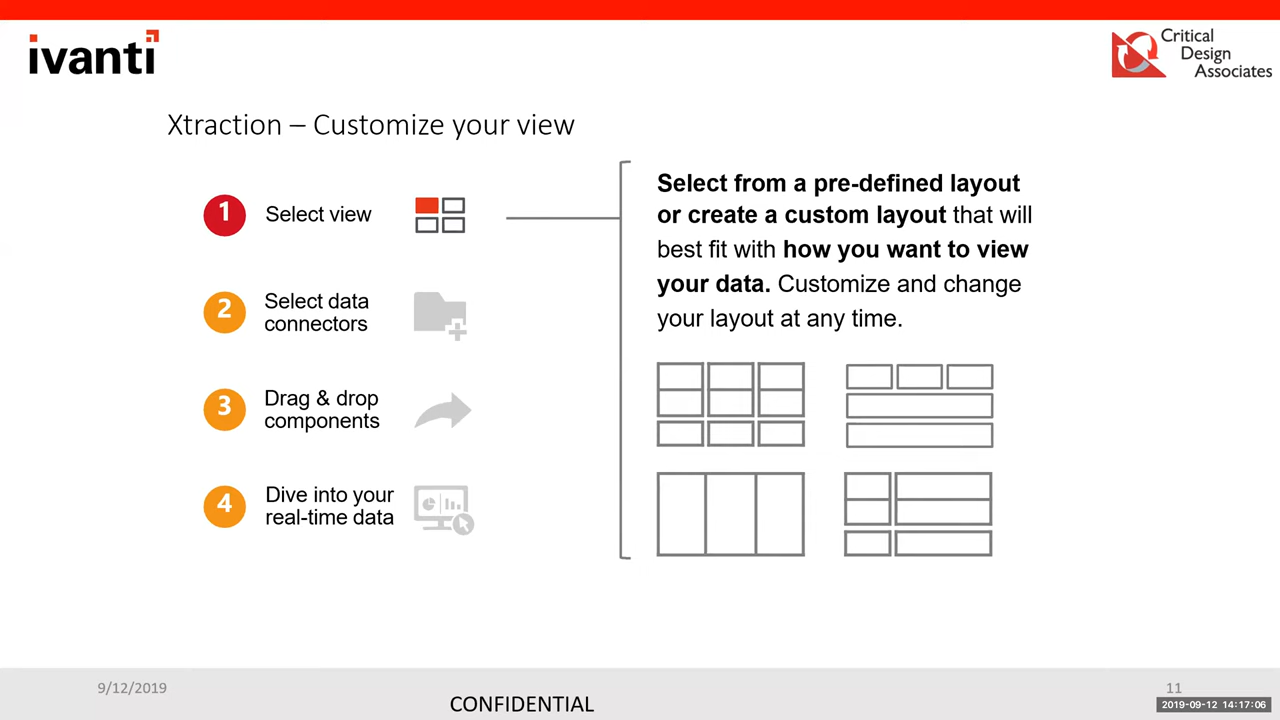 ivanti
Critical
Design
Associates
Xtraction – Customize your view
1
Select view
2
Select data
connectors
3
Drag & drop
components
4
Dive into your
real-time data
Select from a pre-defined layout
or create a custom layout that will
best fit with how you want to view
your data. Customize and change
your layout at any time.
9/12/2019
CONFIDENTIAL
11
2019-09-12 14:17:06